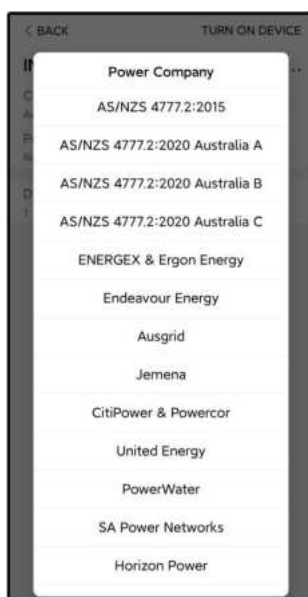 < BACK TURN ON DEVICE
Power Company
AS/NZS 4777.2:2015
AS/NZS 4777.2:2020 Australia A
AS/NZS 4777.2:2020 Australia B
AS/NZS 4777.2:2020 Australia C
ENERGEX & Ergon Energy
Endeavour Energy
Ausgrid
Jemena
CitiPower & Powercor
United Energy
PowerWater
SA Power Networks
Horizon Power